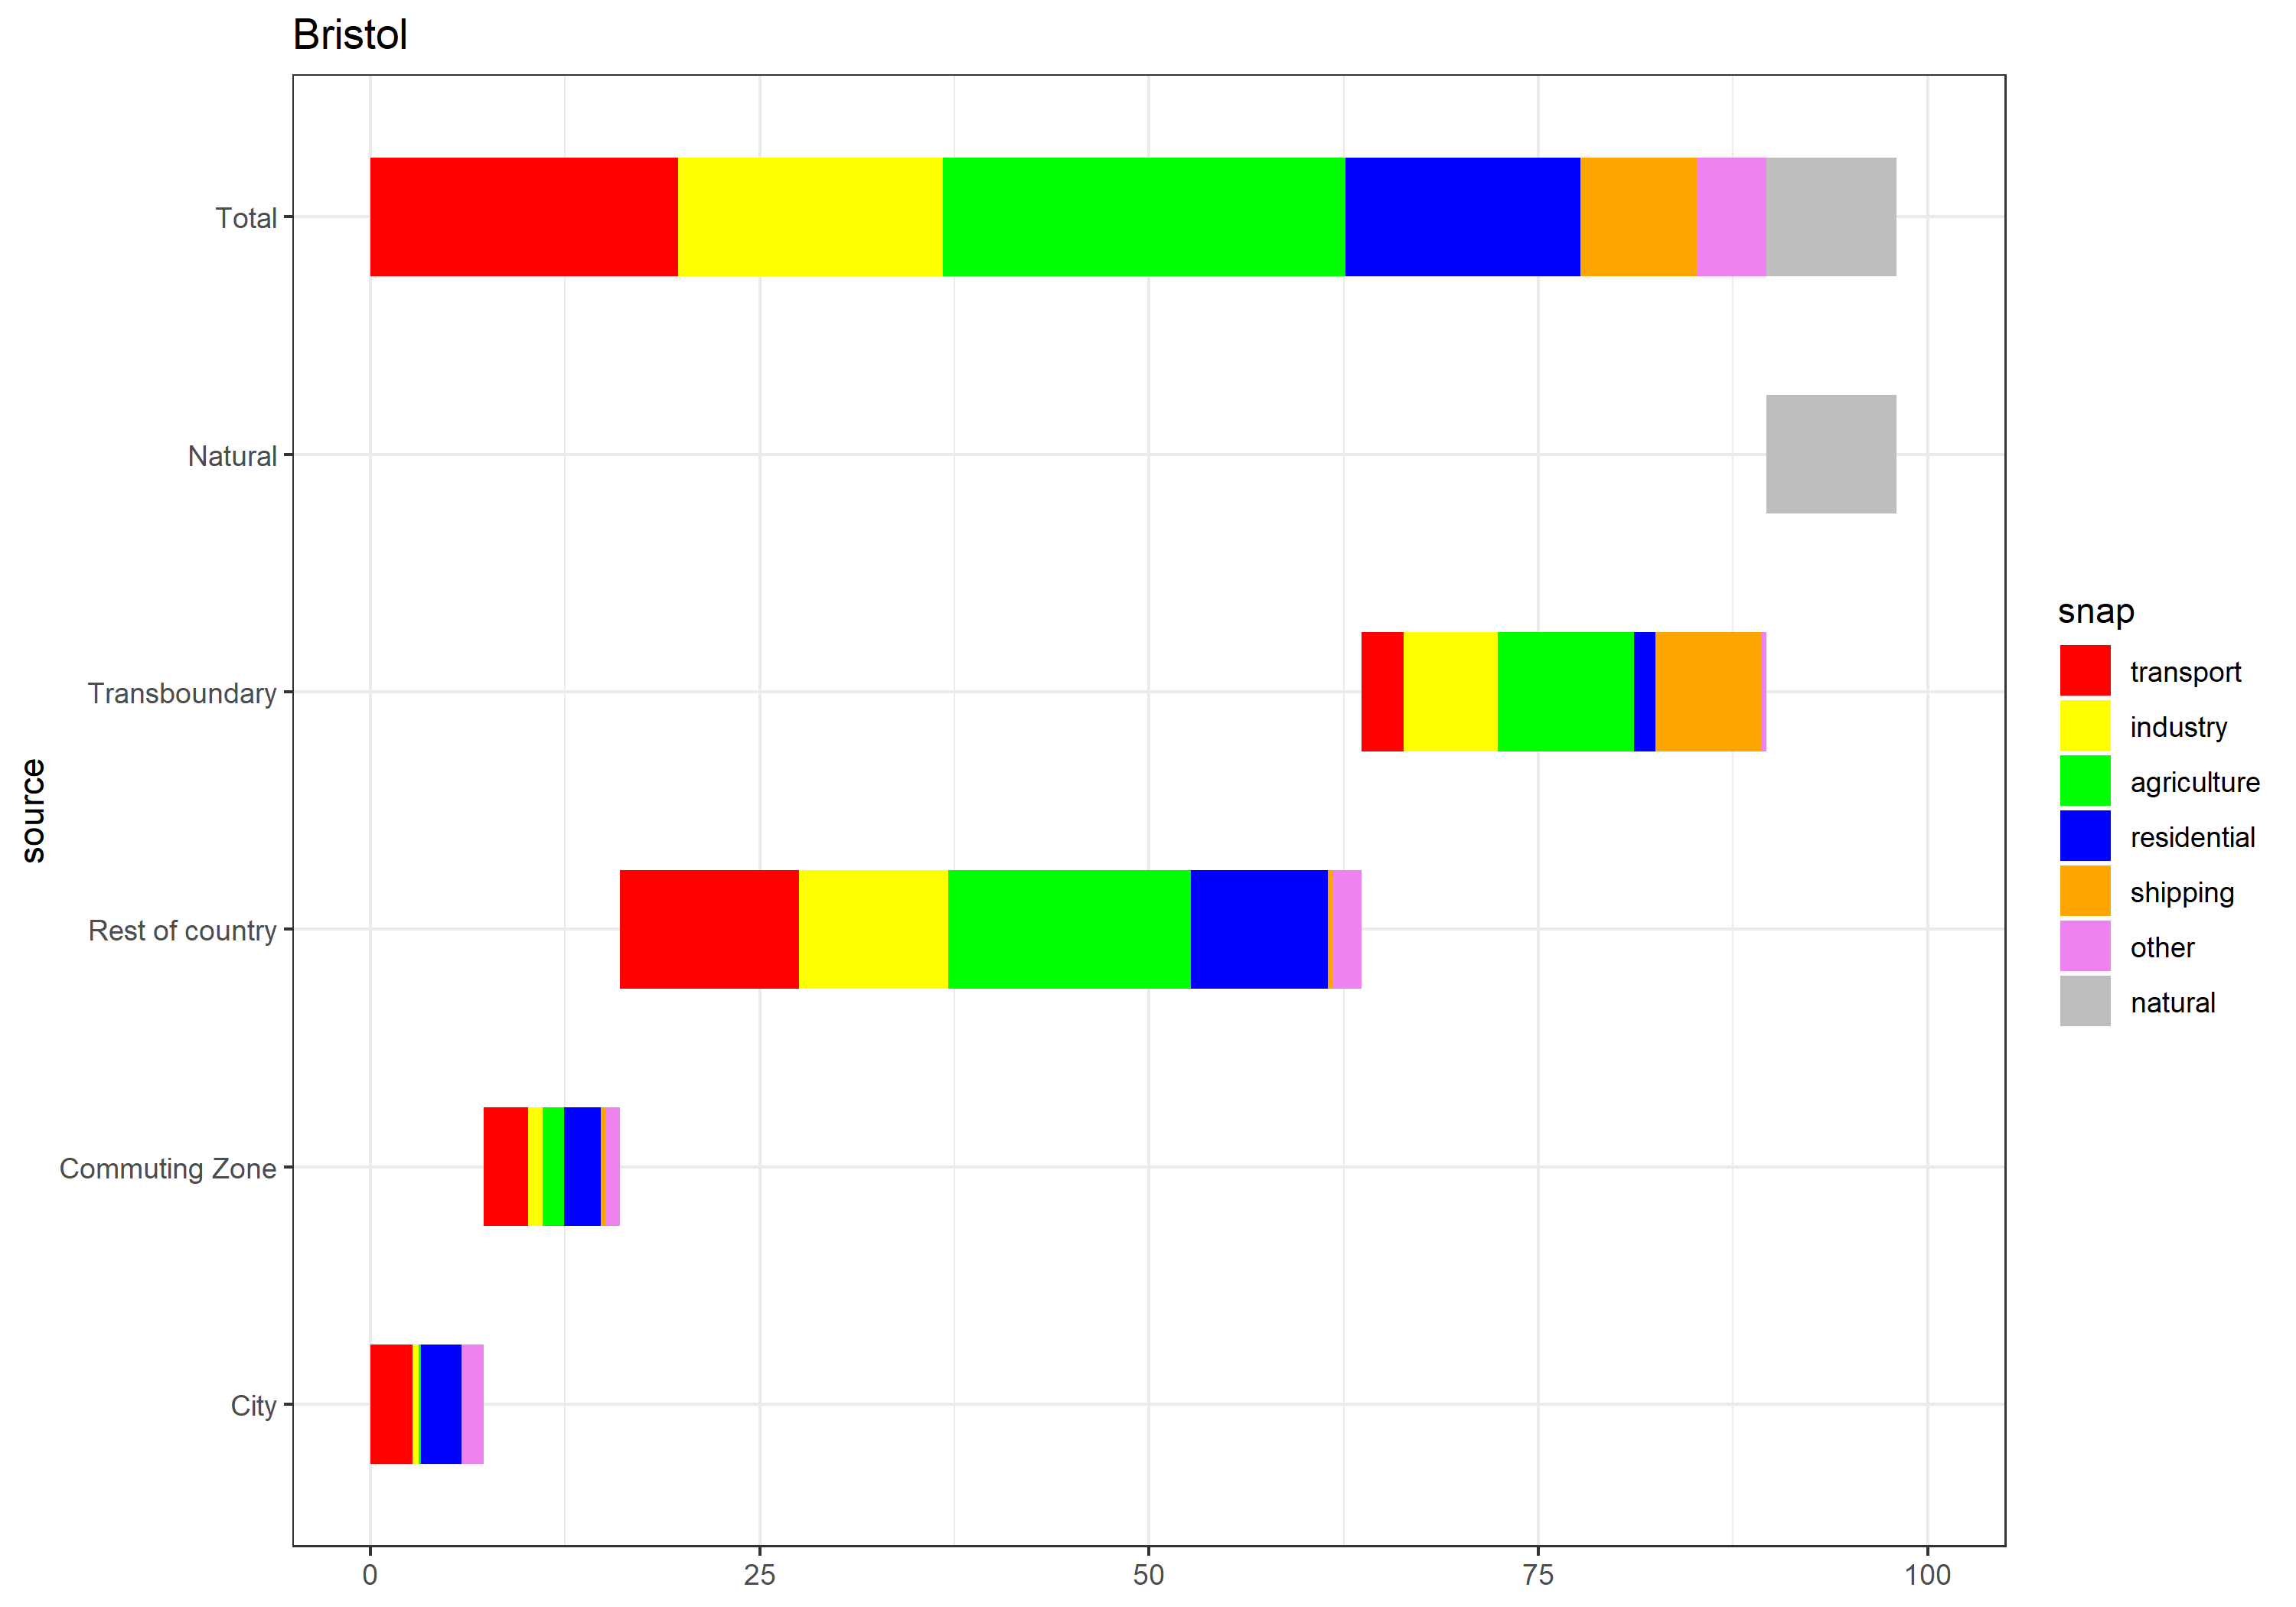 Bristol
Total
Natural
Transboundary
Rest of country
Commuting Zone
City
source
0 25 50 75 100
snap
transport
industry
agriculture
residential
shipping
other
natural